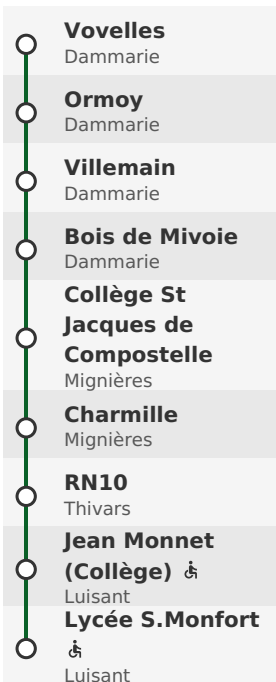 Vovelles
Dammarie
Ormoy
Dammarie
Villemain
Dammarie
Bois de Mivoie
Dammarie
Collège St
Jacques de
Compostelle
Mignières
Charmille
Mignières
RN10
Thivars
Jean Monnet
(Collège)
Luisant
Lycée S.Monfort
Luisant